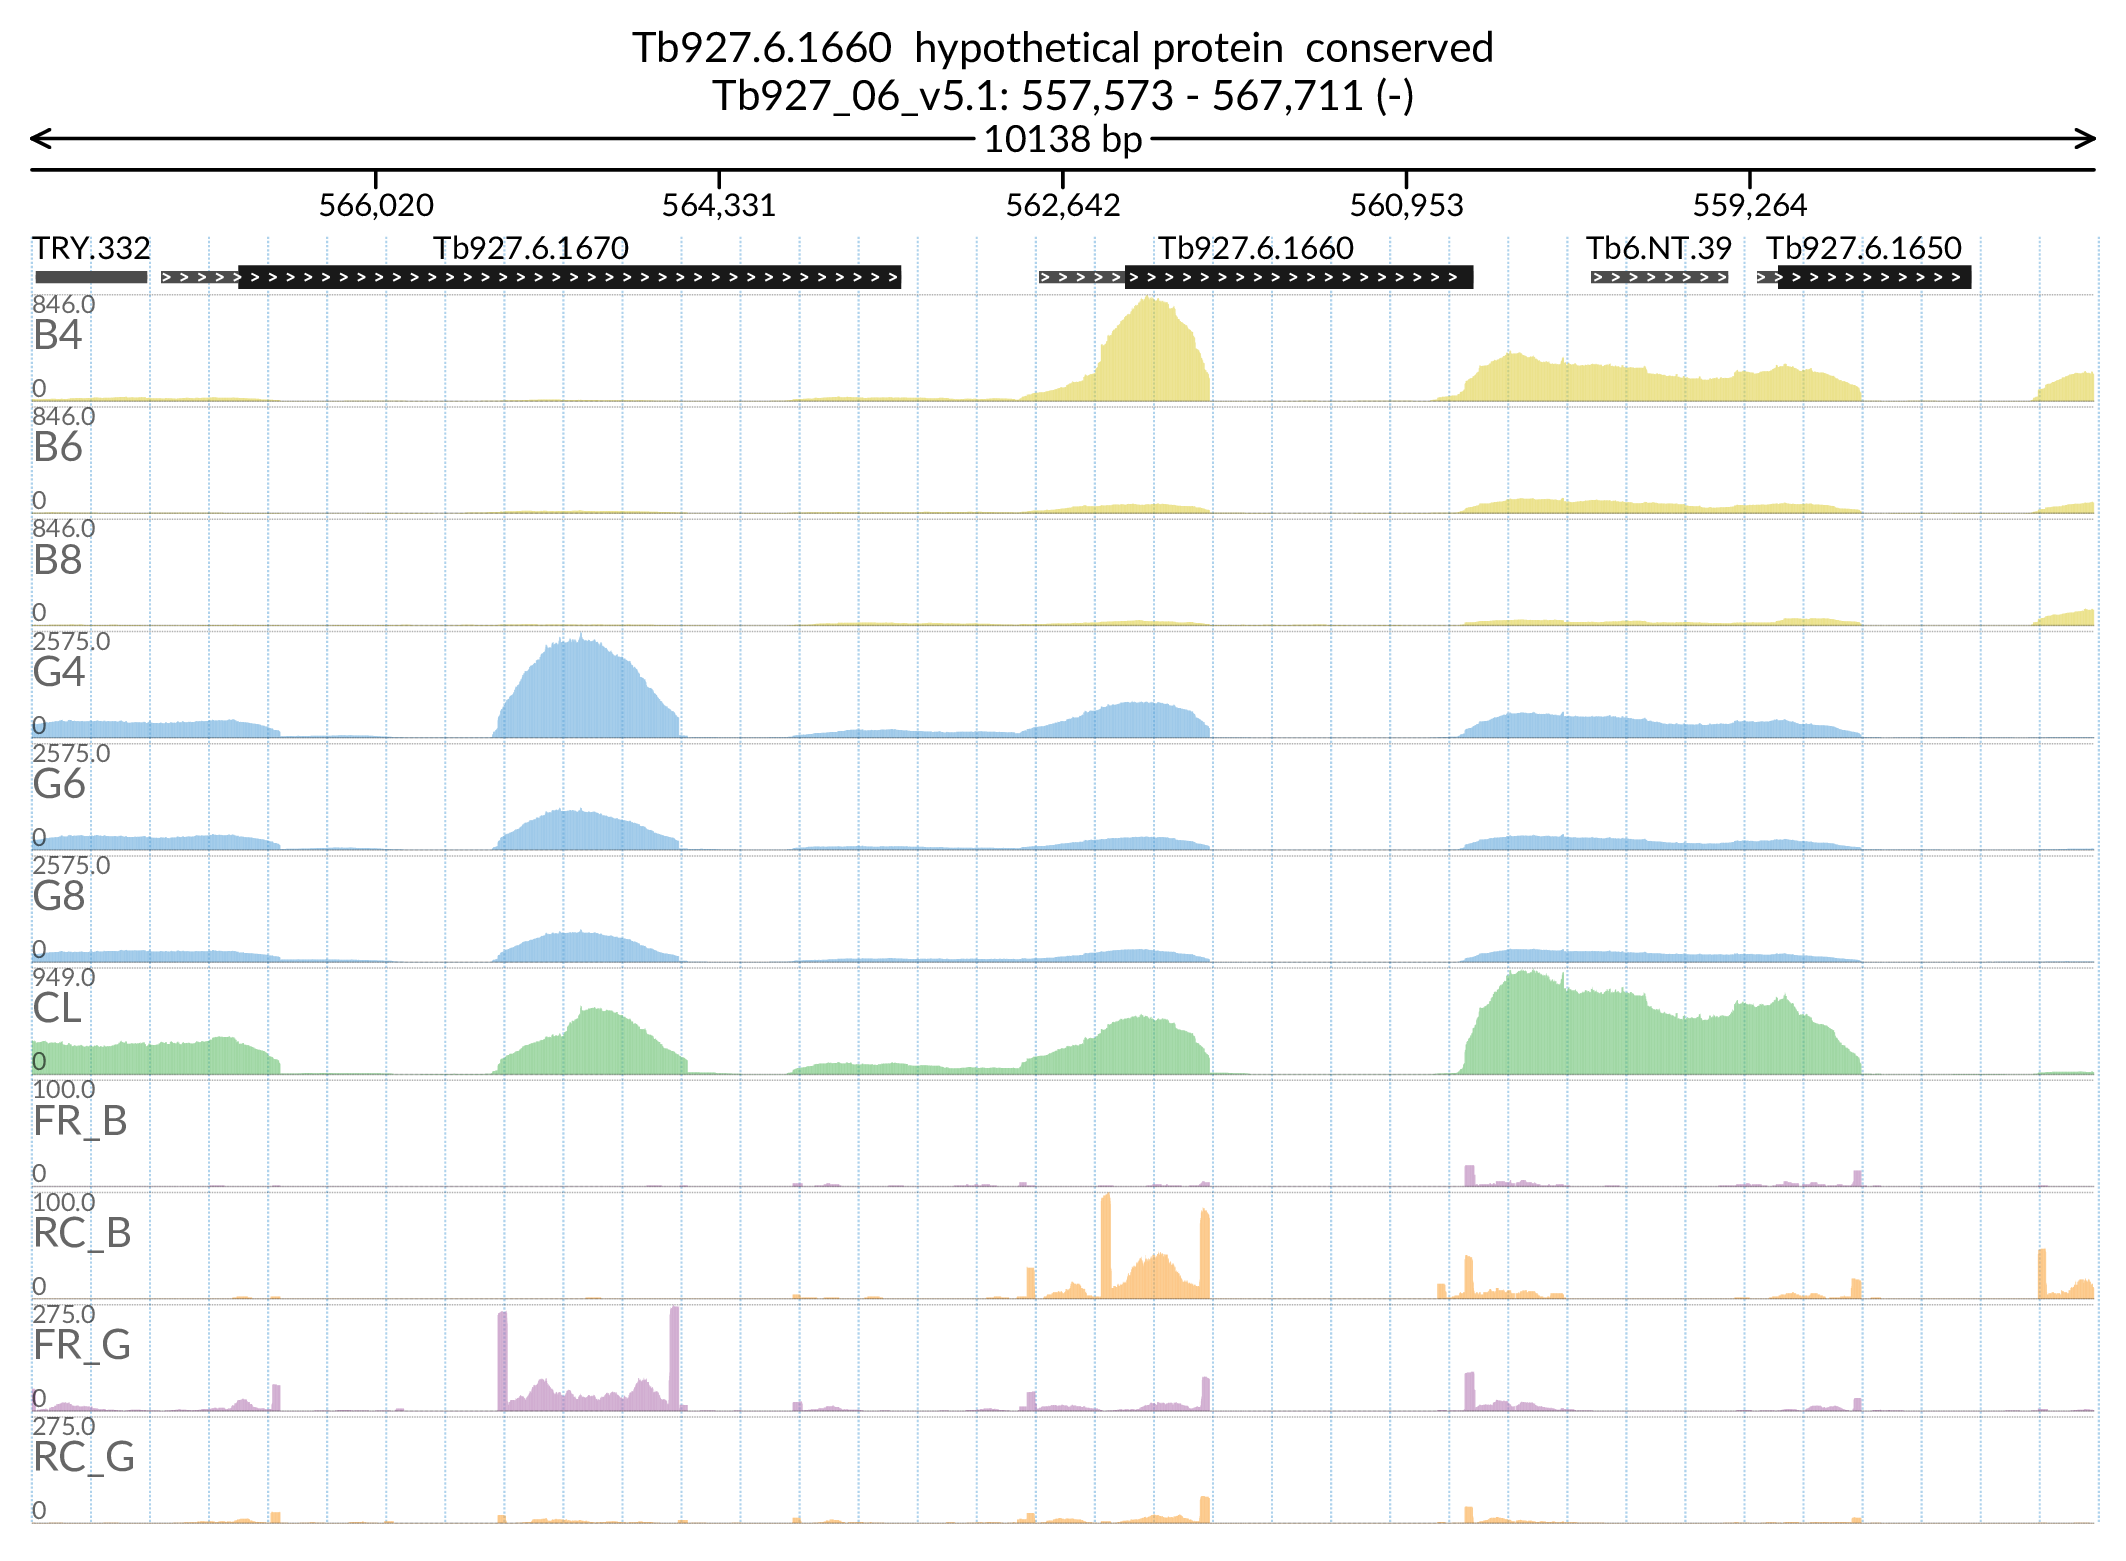 Tb927.6.1660  hypothetical protein  conserved
Tb927_06_v5.1: 557,573 - 567,711 (-)
10138 bp
566,020 564,331 562,642 560,953 559,264
TRY.332 Tb927.6.1670 Tb927.6.1660 Tb6.NT.39 Tb927.6.1650
846.0
B4
0
846.0
B6
0
846.0
B8
0
2575.0
G4
0
2575.0
G6
0
2575.0
G8
0
949.0
CL
0
100.0
FR_B
0
100.0
RC_B
0
275.0
FR_G
0
275.0
RC_G
0